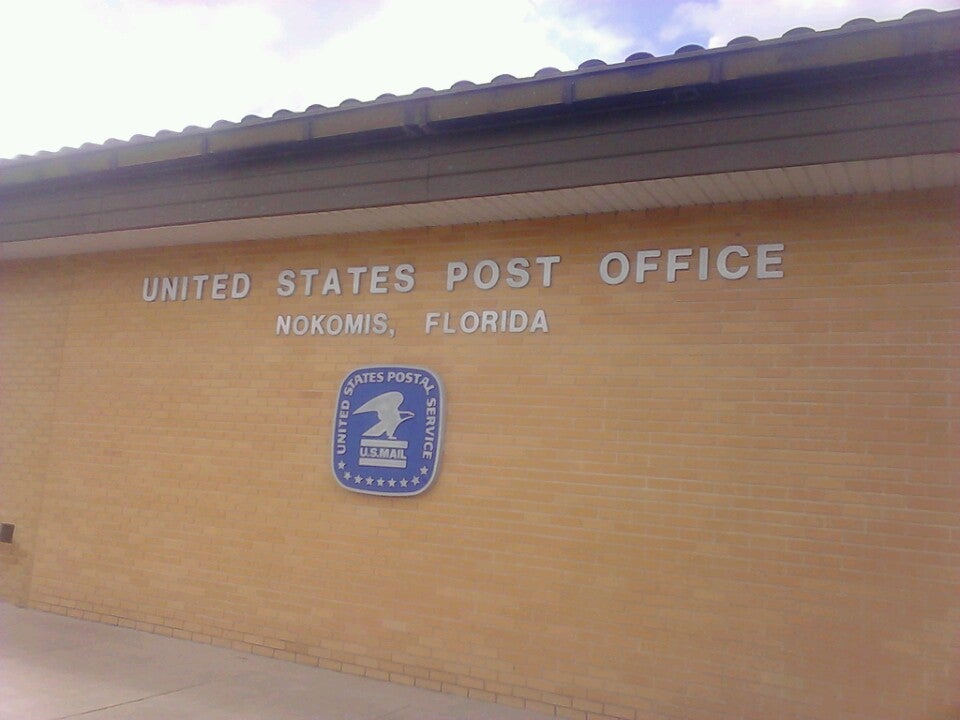 UNITED STATES POST OFFICE
NOKOMIS, FLORIDA
UNITED STATES POSTAL SERVICE
U.S.MAIL